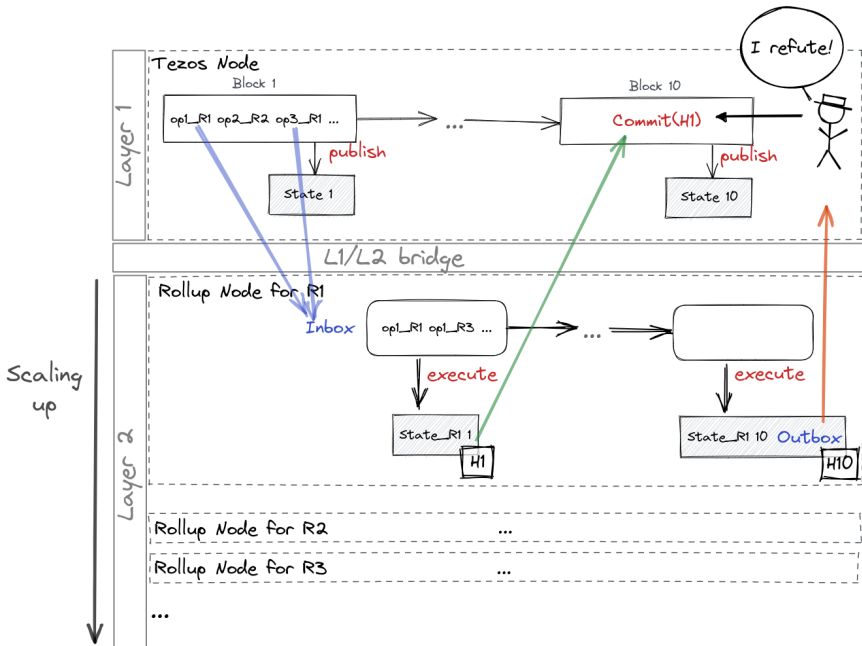 I refute!
Layer 1
Tezos Node
Block 1
Block 10
op1_R1 op2_R2 op3_R1 ...
...
Commit(H1)
publish
publish
State 1
State 10
L1/L2 bridge
Scaling
up
Layer 2
Rollup Node for R1
Inbox
op1_R1 op1_R3 ...
...
execute
execute
State_R1 1
State_R1 10 Outbox
H1
H10
Rollup Node for R2
...
Rollup Node for R3
...
...